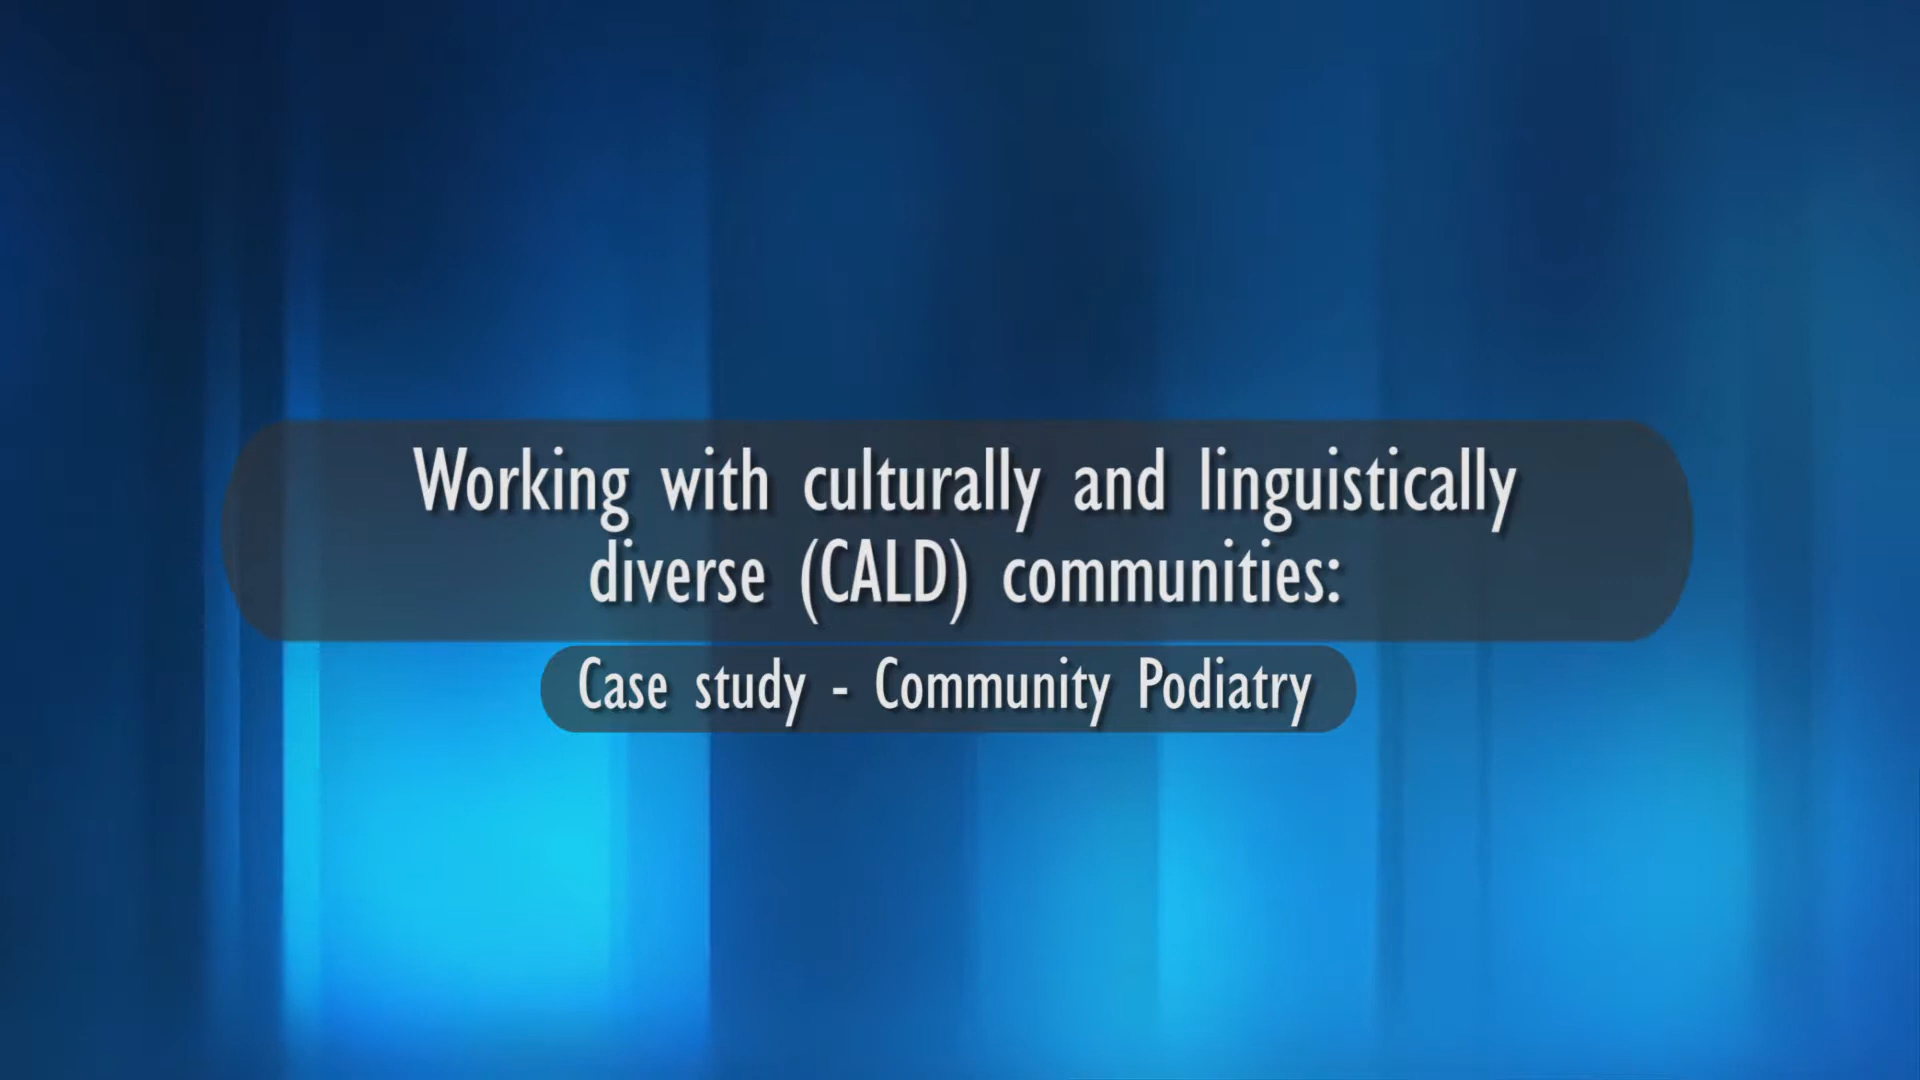 Working with culturally and linguistically
diverse (CALD) communities:
Case study - Community Podiatry